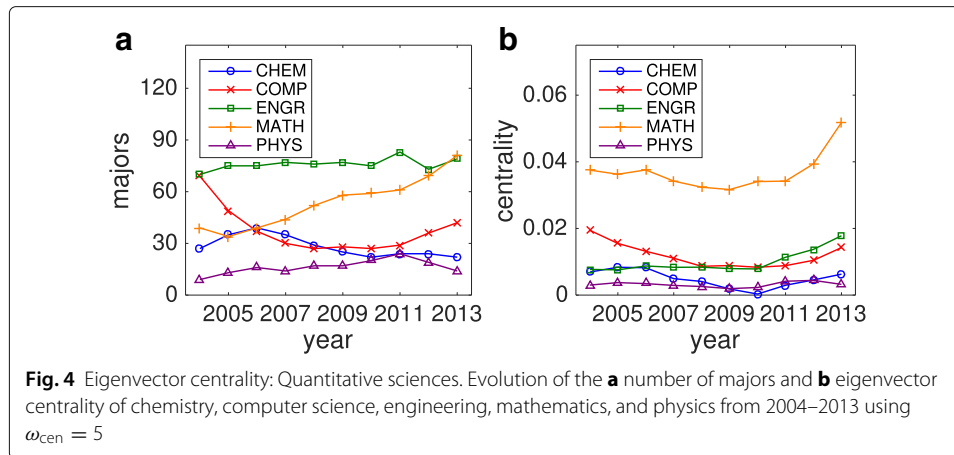 a
majors
120
90
60
30
0
CHEM
COMP
ENGR
MATH
PHYS
2005 2007 2009 2011 2013
year
b
centrality
0.06
0.04
0.02
0
CHEM
COMP
ENGR
MATH
PHYS
2005 2007 2009 2011 2013
year
Fig. 4 Eigenvector centrality: Quantitative sciences. Evolution of the a number of majors and b eigenvector
centrality of chemistry, computer science, engineering, mathematics, and physics from 2004–2013 using
ωcen = 5